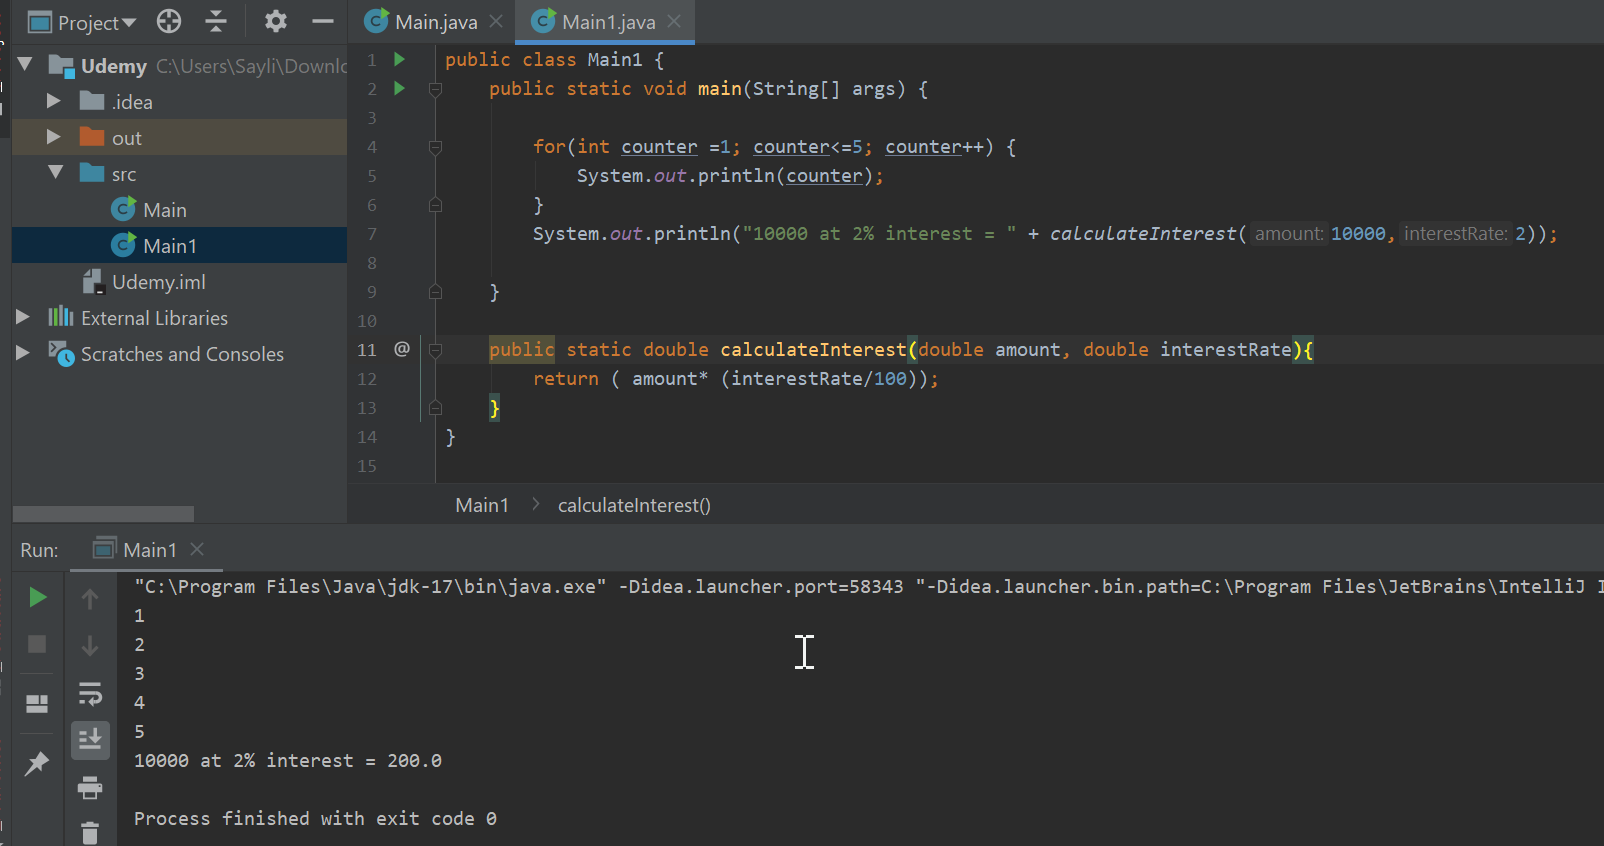 Project
Main.java
Main1.java
Udemy C:\Users\Sayli\Downlo
.idea
out
src
Main
Main1
Udemy.iml
External Libraries
Scratches and Consoles
1 public class Main1 {
2 public static void main(String[] args) {
3
4 for(int counter =1; counter<=5; counter++) {
5 System.out.println(counter);
6 }
7 System.out.println("10000 at 2% interest = " + calculateInterest( amount: 10000, interestRate: 2));
8
9 }
10
11 @ public static double calculateInterest(double amount, double interestRate){
12 return ( amount* (interestRate/100));
13 }
14 }
15
Main1 > calculateInterest()
Run: Main1
"C:\Program Files\Java\jdk-17\bin\java.exe" -Didea.launcher.port=58343 "-Didea.launcher.bin.path=C:\Program Files\JetBrains\IntelliJ I
1
2
3
4
5
10000 at 2% interest = 200.0
Process finished with exit code 0